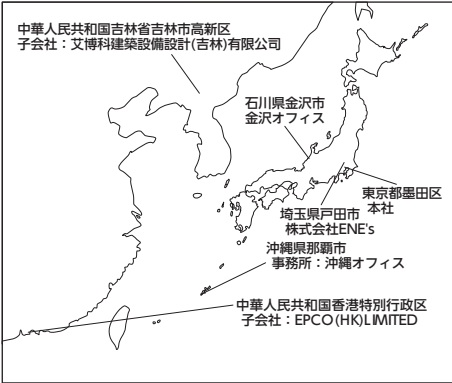 中華人民共和国吉林省吉林市高新区
子会社：艾博科建築設備設計(吉林)有限公司
石川県金沢市
金沢オフィス
東京都墨田区
本社
埼玉県戸田市
株式会社ENE's
沖縄県那覇市
事務所：沖縄オフィス
中華人民共和国香港特別行政区
子会社：EPCO(HK)LIMITED